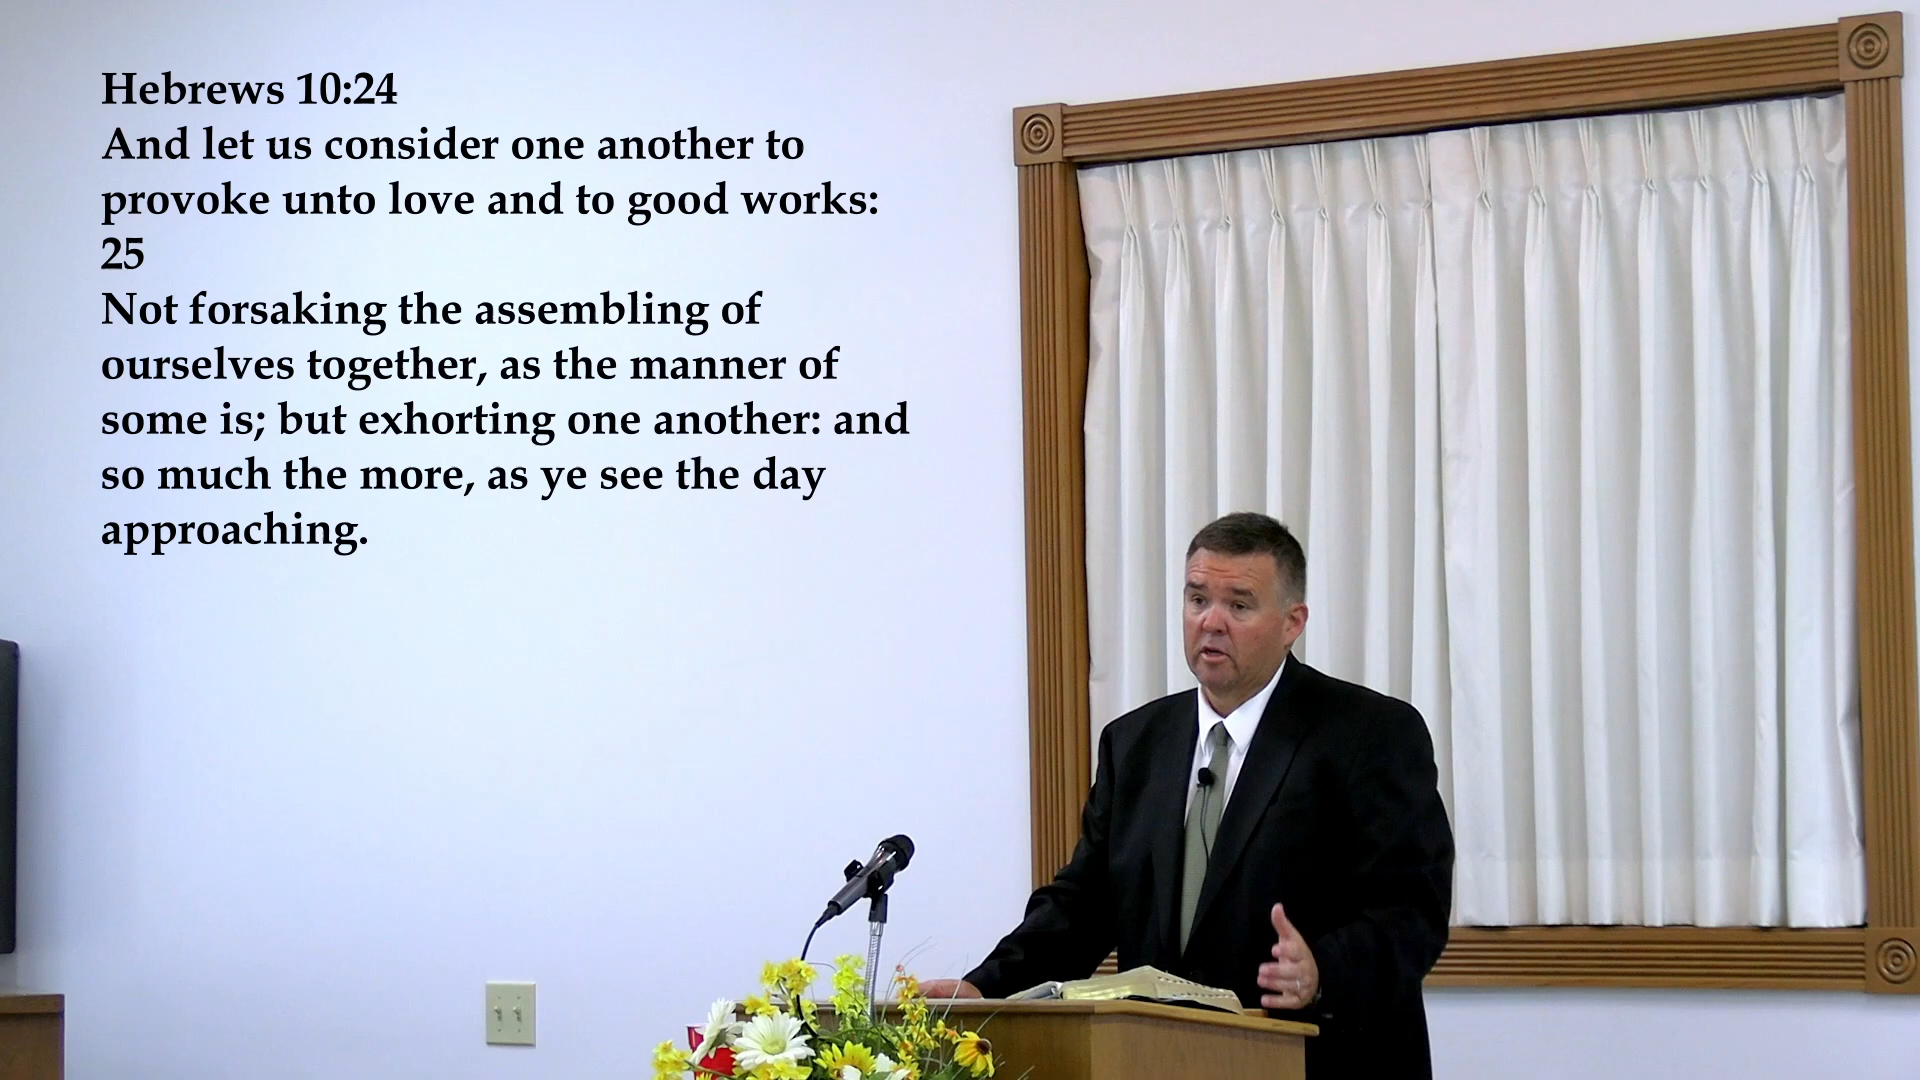 Hebrews 10:24
And let us consider one another to
provoke unto love and to good works:
25
Not forsaking the assembling of
ourselves together, as the manner of
some is; but exhorting one another: and
so much the more, as ye see the day
approaching.